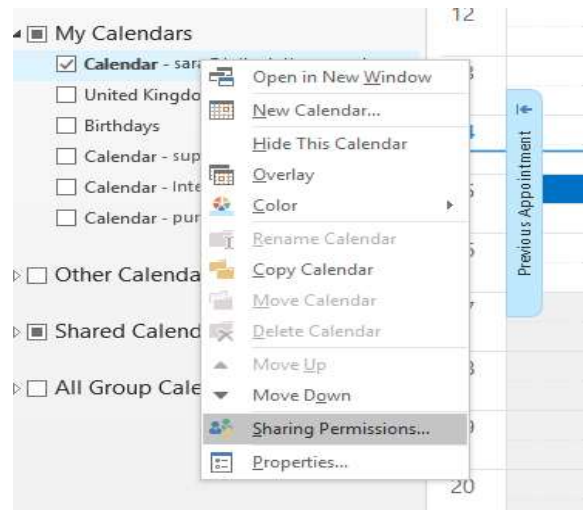 My Calendars
Calendar - sara
Open in New Window
United Kingdo
New Calendar...
Birthdays
Hide This Calendar
Calendar - sup
Overlay
Calendar - Inte
Color
Calendar - pur
Rename Calendar
Copy Calendar
Other Calenda
Move Calendar
Shared Calend
Delete Calendar
Move Up
All Group Cale
Move Down
Sharing Permissions...
Properties...
12
20
Previous Appointment